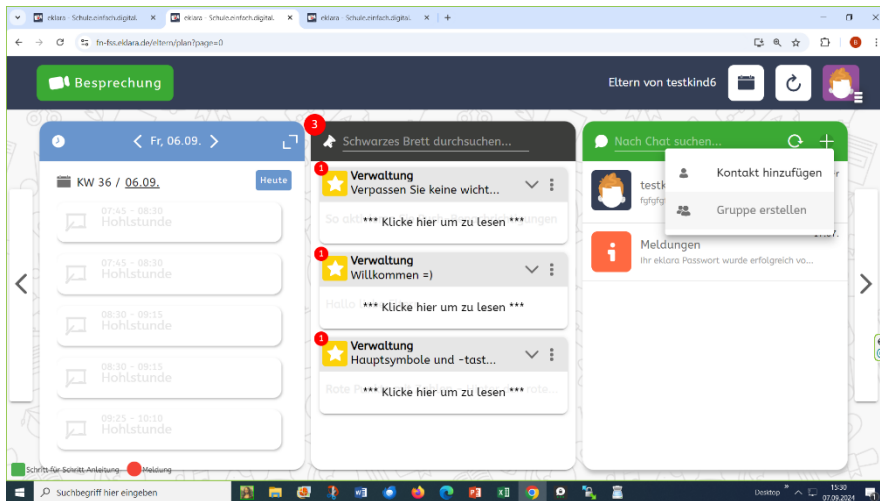 eklara - Schule.einfach.digital.
eklara - Schule.einfach.digital.
eklara - Schule.einfach.digital.
fn-fss.eklara.de/eltern/plan?page=0
B
Besprechung
Eltern von testkind6
Fr, 06.09.
KW 36 / 06.09.
Heute
07:45 - 08:30
Hohlstunde
07:45 - 08:30
Hohlstunde
08:30 - 09:15
Hohlstunde
08:30 - 09:15
Hohlstunde
09:25 - 10:10
Hohlstunde
3
Schwarzes Brett durchsuchen...
1
Verwaltung
Verpassen Sie keine wicht...
*** Klicke hier um zu lesen ***
1
Verwaltung
Willkommen =)
Hallo
*** Klicke hier um zu lesen ***
1
Verwaltung
Hauptsymbole und -tast...
Rote
*** Klicke hier um zu lesen ***
Nach Chat suchen...
Kontakt hinzufügen
Gruppe erstellen
testk
fgfgfg
Meldungen
Ihr eklara Passwort wurde erfolgreich vo...
Schritt für Schritt Anleitung
Meldung
Suchbegriff hier eingeben
Desktop
15:30
07.09.2024